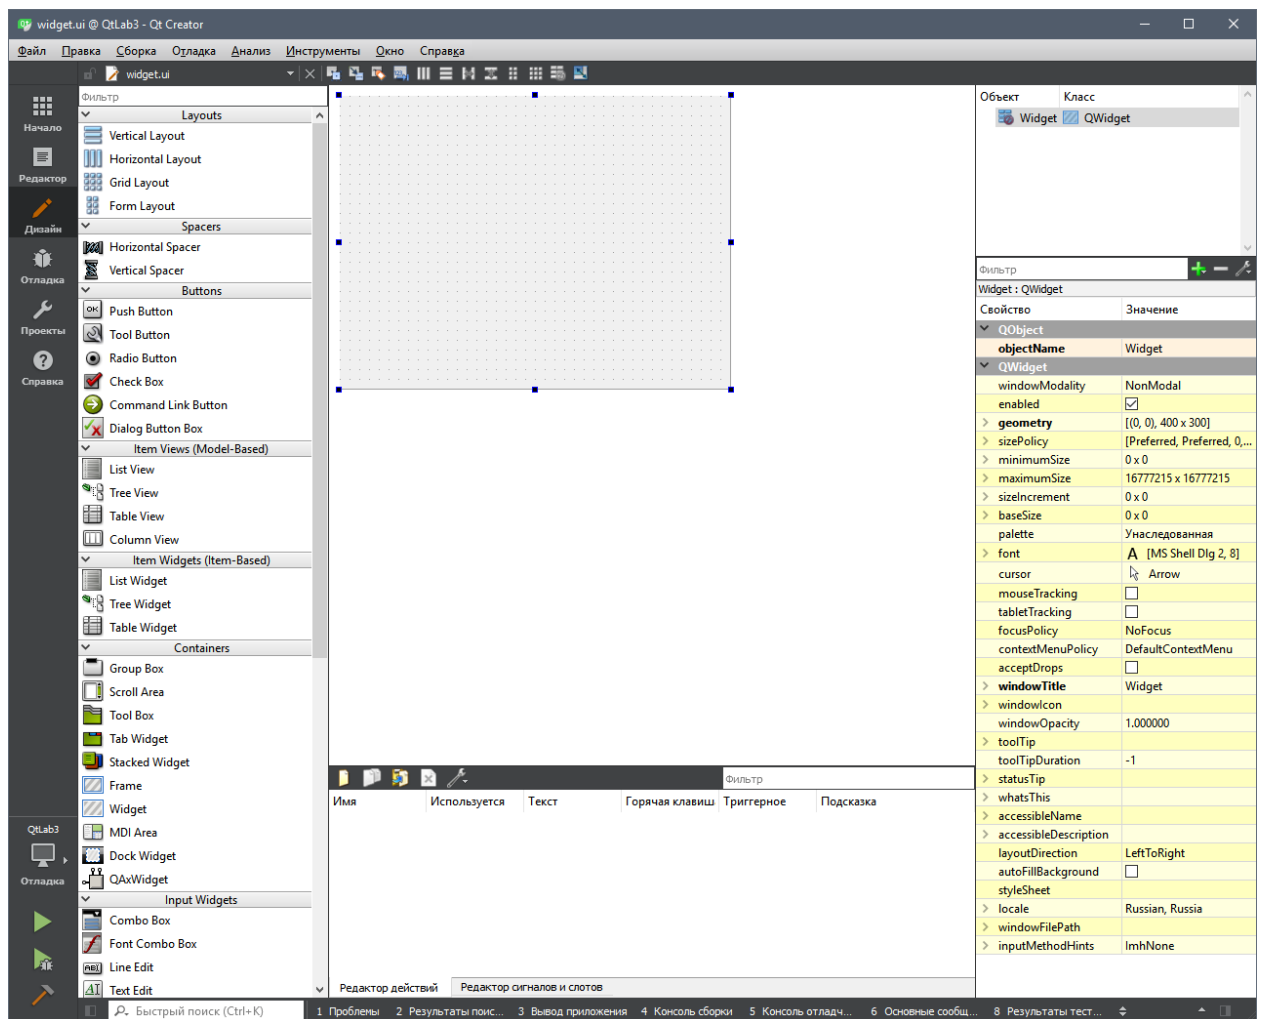 widget.ui @ QtLab3 - Qt Creator
Файл Правка Сборка Отладка Анализ Инструменты Окно Справка
widget.ui
Начало
Редактор
Дизайн
Отладка
Проекты
Справка
QtLab3
Отладка
Фильтр
Layouts
Vertical Layout
Horizontal Layout
Grid Layout
Form Layout
Spacers
Horizontal Spacer
Vertical Spacer
Buttons
OK Push Button
Tool Button
Radio Button
Check Box
Command Link Button
Dialog Button Box
Item Views (Model-Based)
List View
Tree View
Table View
Column View
Item Widgets (Item-Based)
List Widget
Tree Widget
Table Widget
Containers
Group Box
Scroll Area
Tool Box
Tab Widget
Stacked Widget
Frame
Widget
MDI Area
Dock Widget
QAxWidget
Input Widgets
Combo Box
Font Combo Box
ABI Line Edit
AI Text Edit
Фильтр
Имя Используется Текст Горячая клавиш Триггерное Подсказка
Редактор действий Редактор сигналов и слотов
Объект Класс
Widget QWidget
Фильтр
Widget : QWidget
Свойство Значение
QObject
objectName Widget
QWidget
windowModality NonModal
enabled
geometry [(0, 0), 400 x 300]
sizePolicy [Preferred, Preferred, 0,...
minimumSize 0 x 0
maximumSize 16777215 x 16777215
sizeIncrement 0 x 0
baseSize 0 x 0
palette Унаследованная
font A [MS Shell Dlg 2, 8]
cursor Arrow
mouseTracking
tabletTracking
focusPolicy NoFocus
contextMenuPolicy DefaultContextMenu
acceptDrops
windowTitle Widget
windowIcon
windowOpacity 1.000000
toolTip
toolTipDuration -1
statusTip
whatsThis
accessibleName
accessibleDescription
layoutDirection LeftToRight
autoFillBackground
styleSheet
locale Russian, Russia
windowFilePath
inputMethodHints ImhNone
Быстрый поиск (Ctrl+K) 1 Проблемы 2 Результаты поис... 3 Вывод приложения 4 Консоль сборки 5 Консоль отладч... 6 Основные сообщ... 8 Результаты тест...